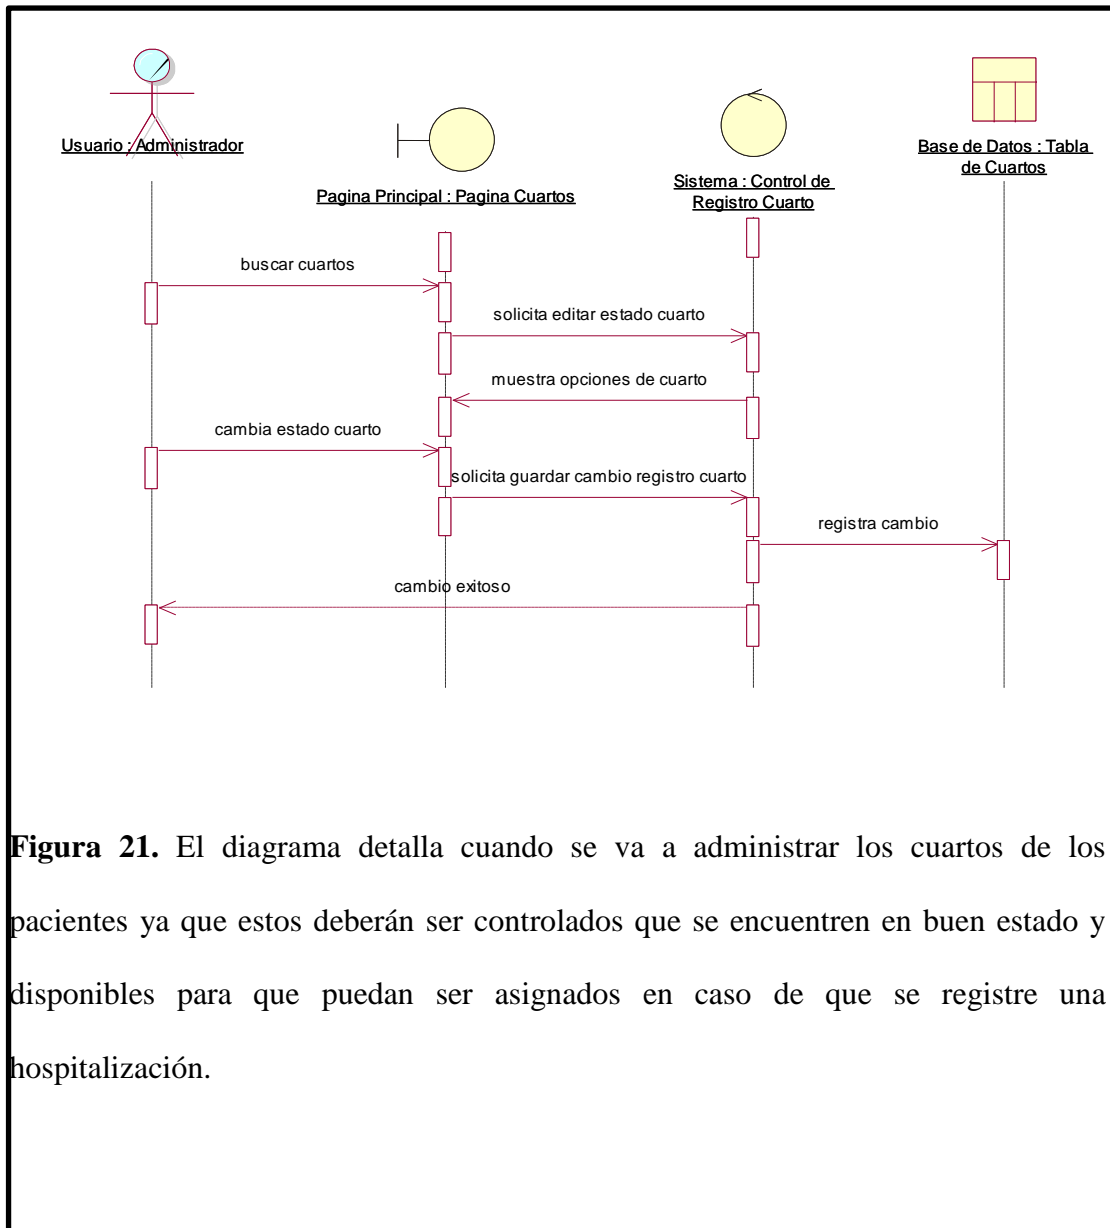 Usuario : Administrador
Pagina Principal : Pagina Cuartos
Sistema : Control de
Registro Cuarto
Base de Datos : Tabla
de Cuartos
buscar cuartos
solicita editar estado cuarto
muestra opciones de cuarto
cambia estado cuarto
solicita guardar cambio registro cuarto
registra cambio
cambio exitoso
Figura 21. El diagrama detalla cuando se va a administrar los cuartos de los
pacientes ya que estos deberán ser controlados que se encuentren en buen estado y
disponibles para que puedan ser asignados en caso de que se registre una
hospitalización.